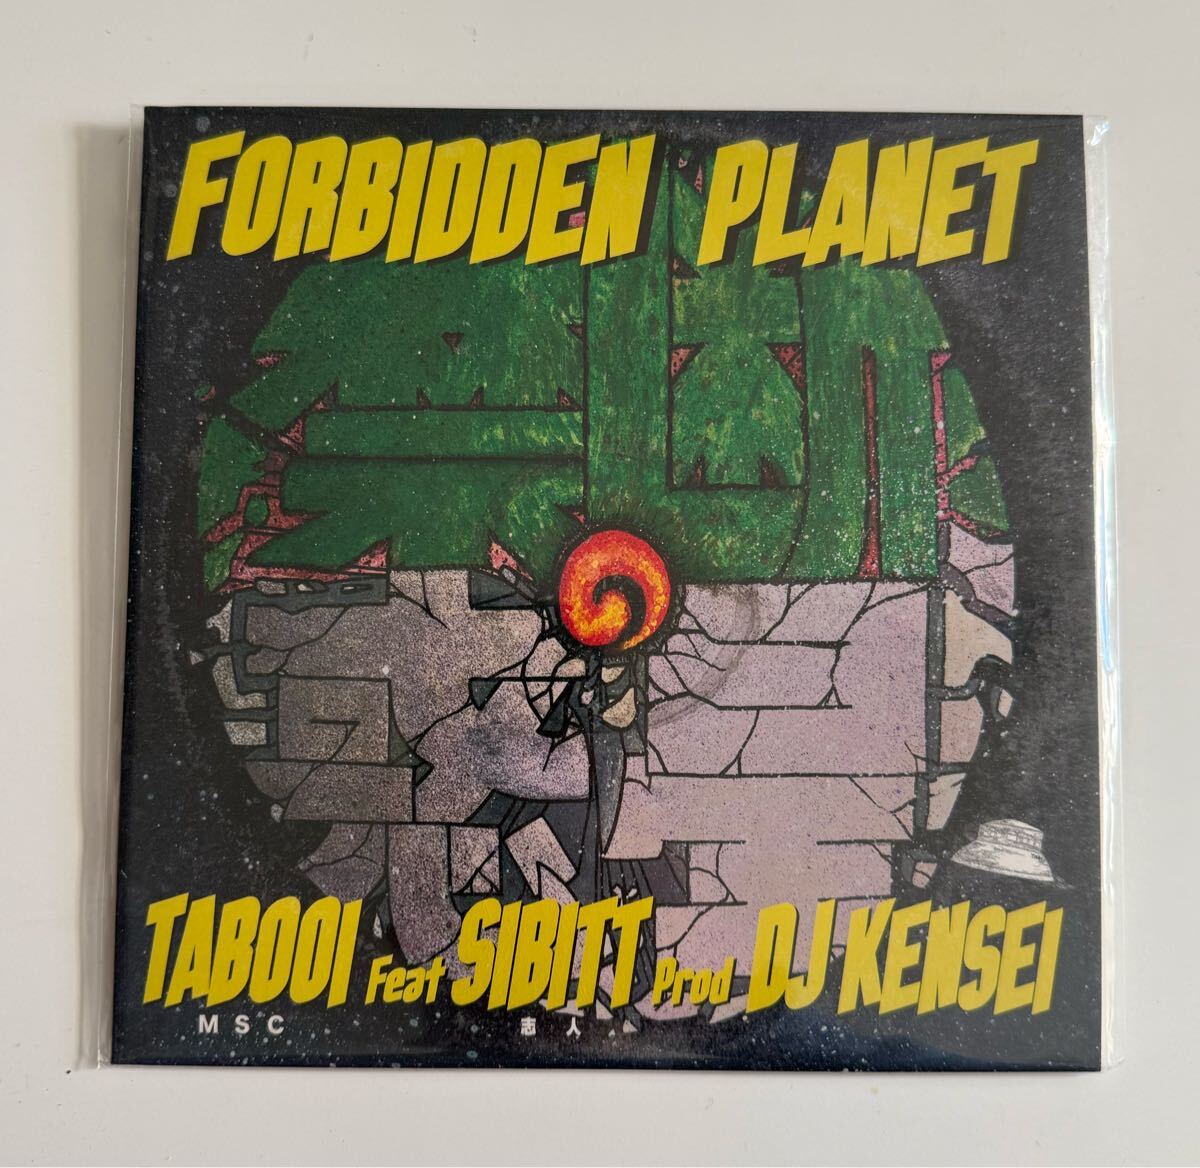 FORBIDDEN PLANET
TABOO1 Feat SIBITT Prod DJ KENSEI
MSC 志人